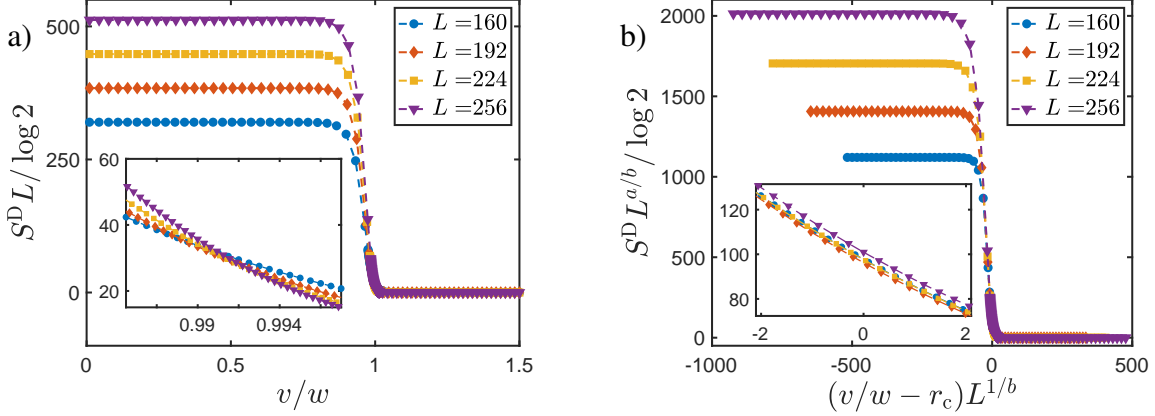 a)
S^D L / log 2
500
250
0
L = 160
L = 192
L = 224
L = 256
60
40
20
0.99
0.994
0
0.5
1
1.5
v/w
b)
S^D L^{a/b} / log 2
2000
1500
1000
500
0
L = 160
L = 192
L = 224
L = 256
120
100
80
-2
0
2
-1000
-500
0
500
(v/w − r_c)L^{1/b}